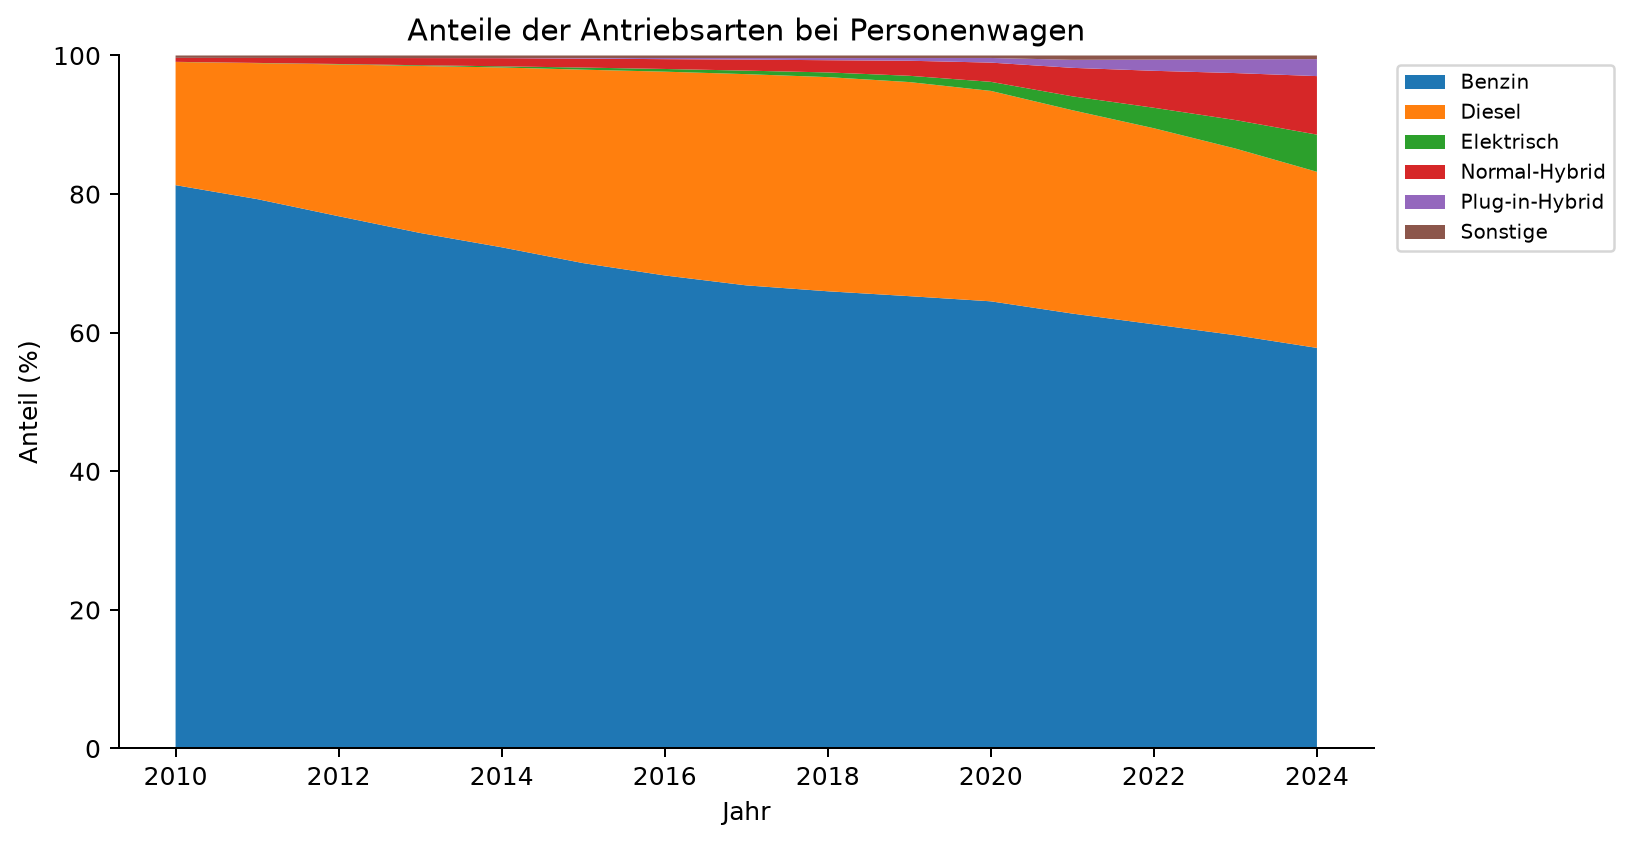 Anteile der Antriebsarten bei Personenwagen
100
80
60
40
20
0
Anteil (%)
2010 2012 2014 2016 2018 2020 2022 2024
Jahr
Benzin
Diesel
Elektrisch
Normal-Hybrid
Plug-in-Hybrid
Sonstige